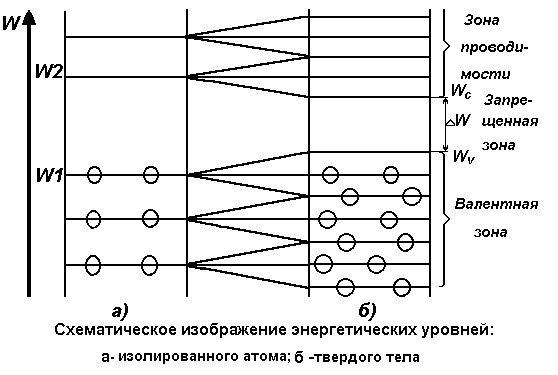 W
W2
W1
Зона
проводи-
мости
Wc
Запре-
щенная
зона
△W
Wv
Валентная
зона
а)
б)
Схематическое изображение энергетических уровней:
а- изолированного атома; б -твердого тела